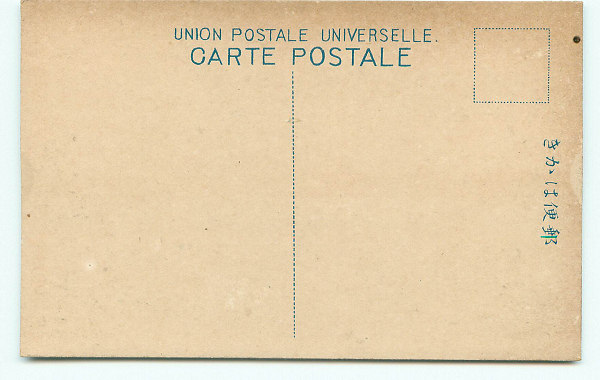 UNION POSTALE UNIVERSELLE.
CARTE POSTALE
きかは便郵